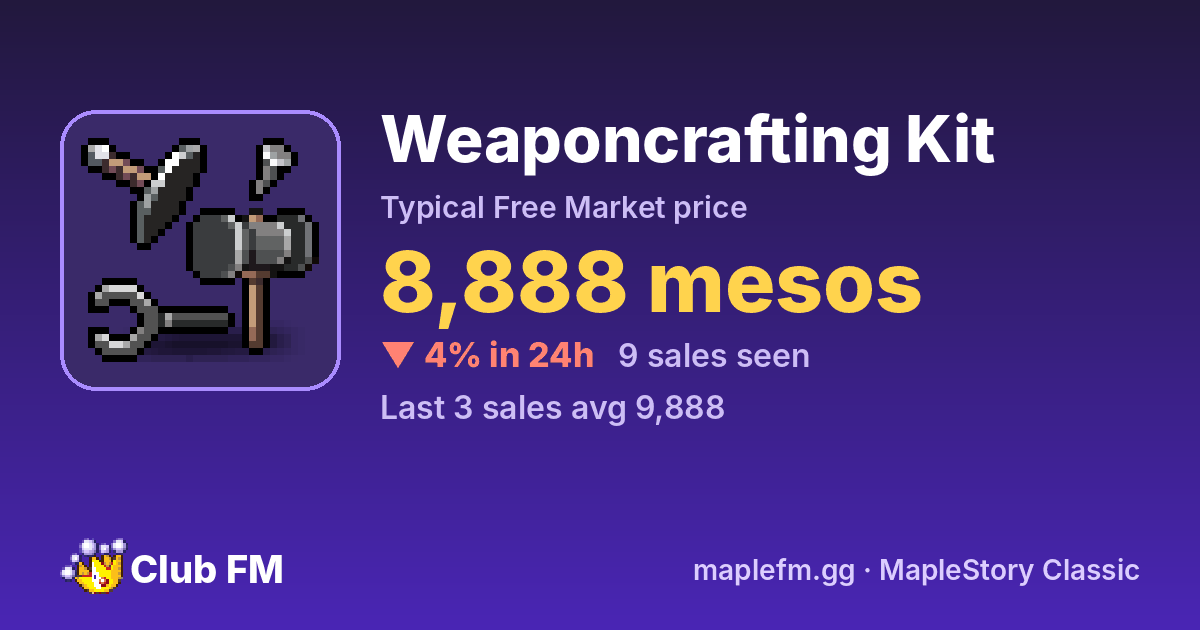 Weaponcrafting Kit
Typical Free Market price
8,888 mesos
▼ 4% in 24h 9 sales seen
Last 3 sales avg 9,888
Club FM
maplefm.gg · MapleStory Classic